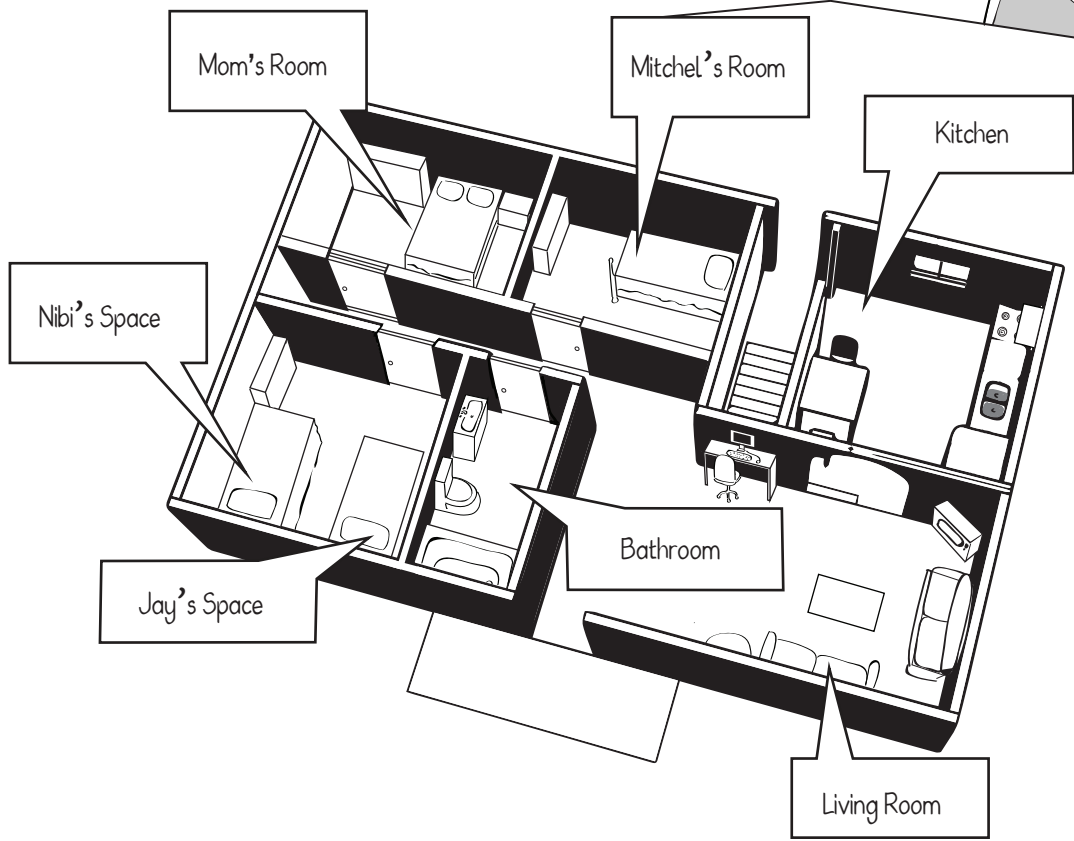 Mom's Room
Mitchel's Room
Kitchen
Nibi's Space
Bathroom
Jay's Space
Living Room